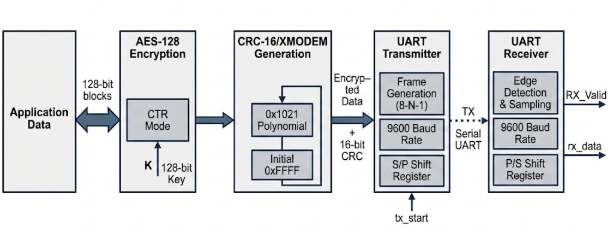 Application
Data
128-bit
blocks
AES-128
Encryption
CTR
Mode
K
128-bit
Key
CRC-16/XMODEM
Generation
0x1021
Polynomial
Initial
0xFFFF
Encryp-
ted
Data
+
16-bit
CRC
UART
Transmitter
Frame
Generation
(8-N-1)
9600 Baud
Rate
S/P Shift
Register
tx_start
TX
Serial
UART
UART
Receiver
Edge
Detection
& Sampling
9600 Baud
Rate
P/S Shift
Register
RX_Valid
rx_data